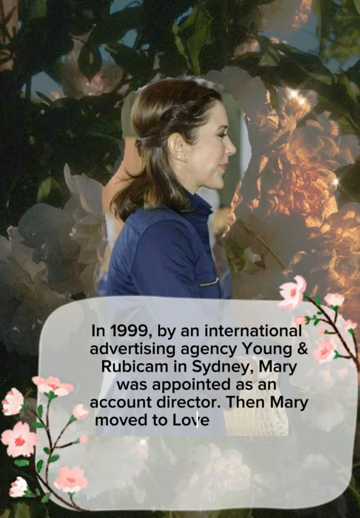 In 1999, by an international
advertising agency Young &
Rubicam in Sydney, Mary
was appointed as an
account director. Then Mary
moved to Love